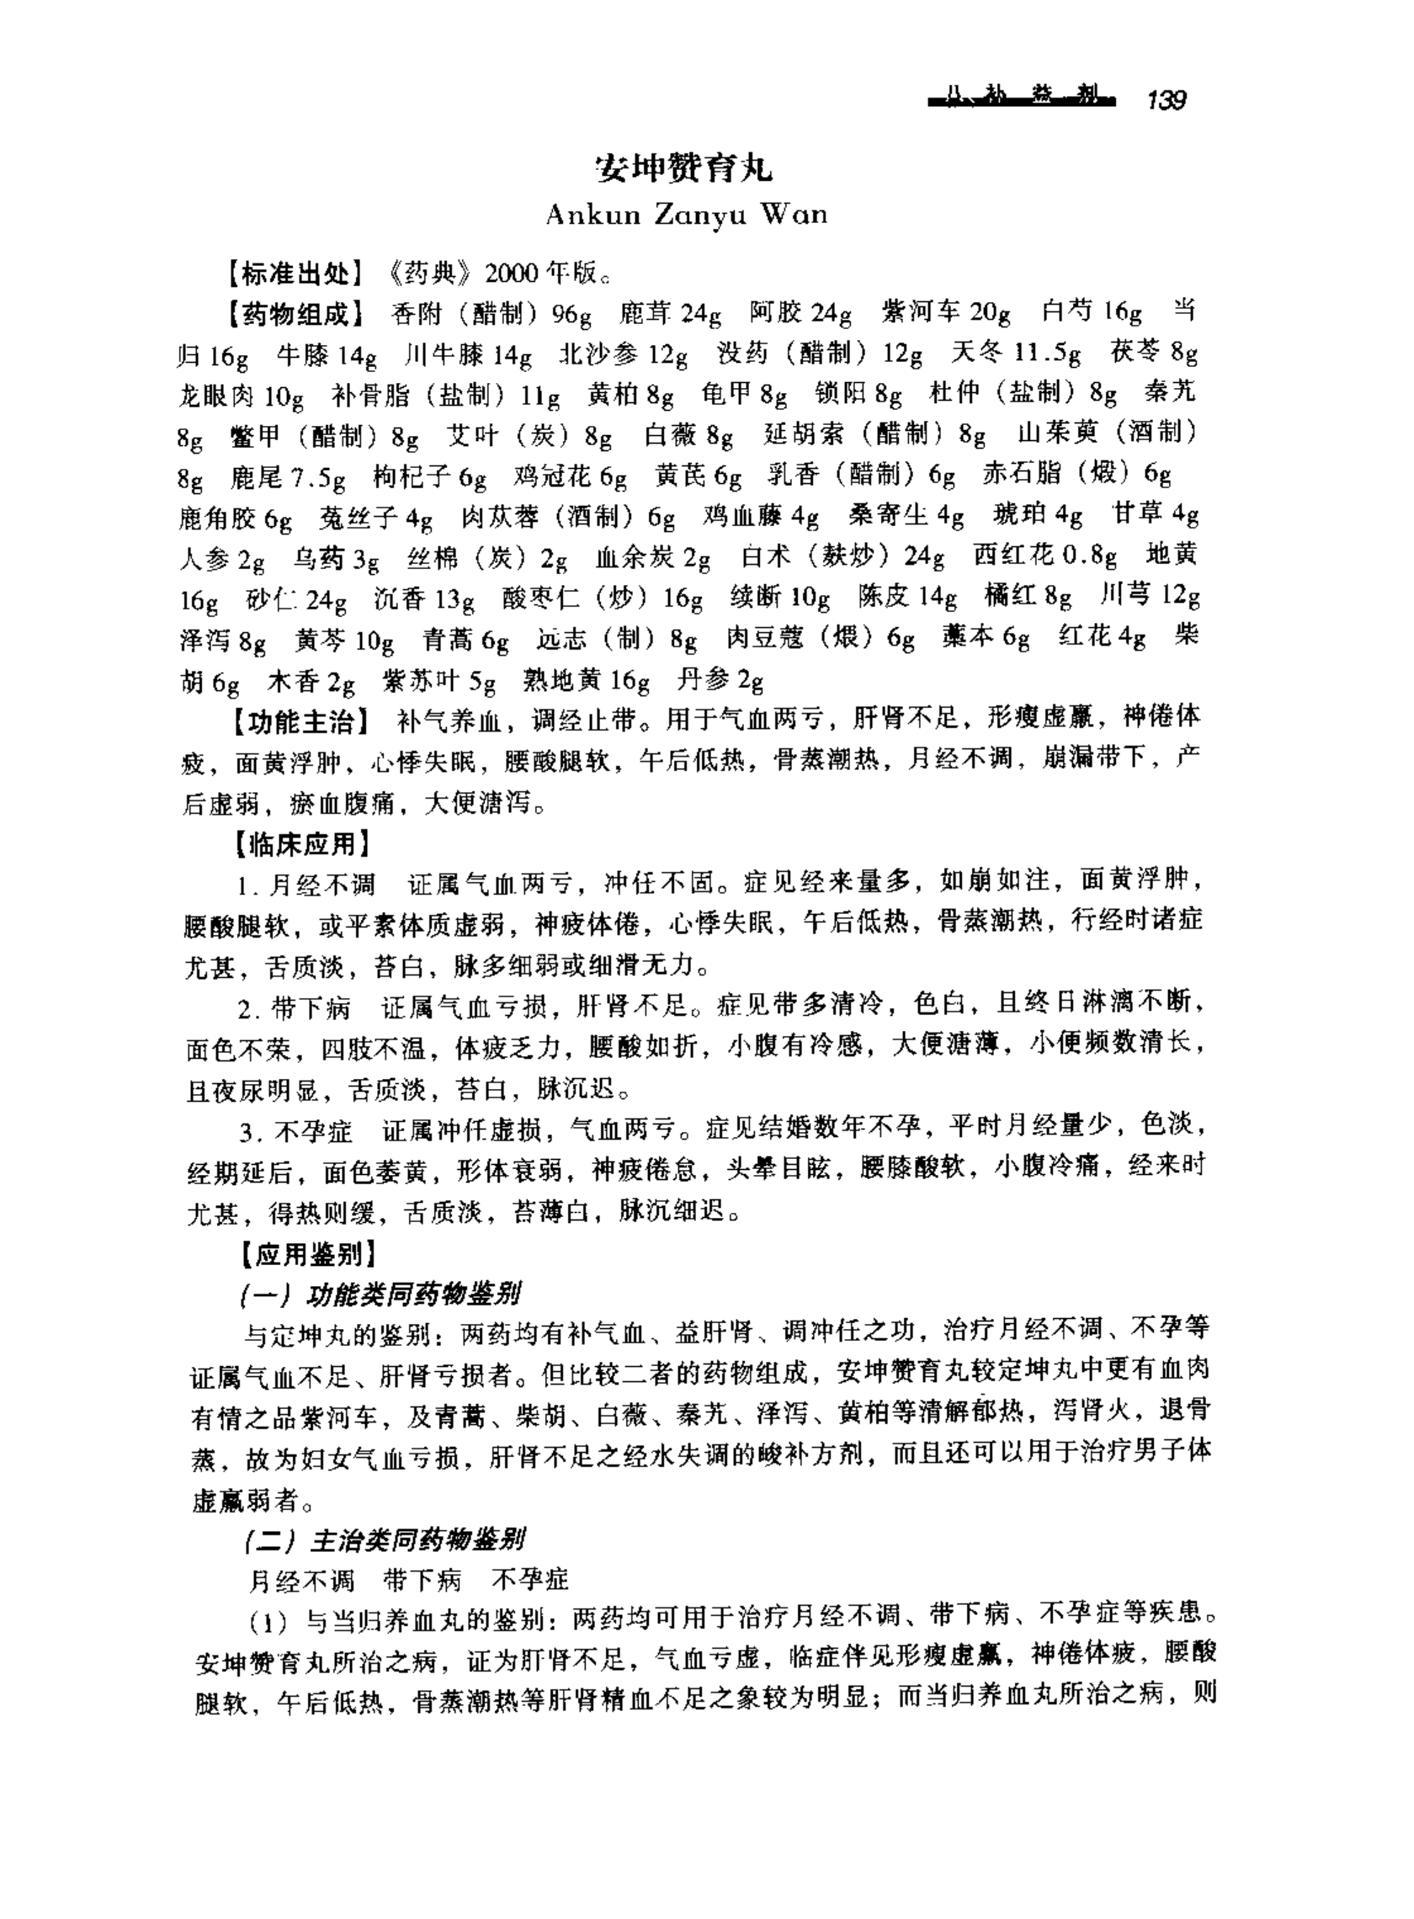 八、补 益 剂 139
安坤赞育丸
Ankun Zanyu Wan
【标准出处】 《药典》2000 年版。
【药物组成】 香附（醋制）96g 鹿茸 24g 阿胶 24g 紫河车 20g 白芍 16g 当
归 16g 牛膝 14g 川牛膝 14g 北沙参 12g 没药（醋制）12g 天冬 11.5g 茯苓 8g
龙眼肉 10g 补骨脂（盐制）11g 黄柏 8g 龟甲 8g 锁阳 8g 杜仲（盐制）8g 秦艽
8g 鳖甲（醋制）8g 艾叶（炭）8g 白薇 8g 延胡索（醋制）8g 山茱萸（酒制）
8g 鹿尾 7.5g 枸杞子 6g 鸡冠花 6g 黄芪 6g 乳香（醋制）6g 赤石脂（煅）6g
鹿角胶 6g 菟丝子 4g 肉苁蓉（酒制）6g 鸡血藤 4g 桑寄生 4g 琥珀 4g 甘草 4g
人参 2g 乌药 3g 丝棉（炭）2g 血余炭 2g 白术（麸炒）24g 西红花 0.8g 地黄
16g 砂仁 24g 沉香 13g 酸枣仁（炒）16g 续断 10g 陈皮 14g 橘红 8g 川芎 12g
泽泻 8g 黄芩 10g 青蒿 6g 远志（制）8g 肉豆蔻（煨）6g 藁本 6g 红花 4g 柴
胡 6g 木香 2g 紫苏叶 5g 熟地黄 16g 丹参 2g
【功能主治】 补气养血，调经止带。用于气血两亏，肝肾不足，形瘦虚羸，神倦体
疲，面黄浮肿，心悸失眠，腰酸腿软，午后低热，骨蒸潮热，月经不调，崩漏带下，产
后虚弱，瘀血腹痛，大便溏泻。
【临床应用】
1. 月经不调 证属气血两亏，冲任不固。症见经来量多，如崩如注，面黄浮肿，
腰酸腿软，或平素体质虚弱，神疲体倦，心悸失眠，午后低热，骨蒸潮热，行经时诸症
尤甚，舌质淡，苔白，脉多细弱或细滑无力。
2. 带下病 证属气血亏损，肝肾不足。症见带多清冷，色白，且终日淋漓不断，
面色不荣，四肢不温，体疲乏力，腰酸如折，小腹有冷感，大便溏薄，小便频数清长，
且夜尿明显，舌质淡，苔白，脉沉迟。
3. 不孕症 证属冲任虚损，气血两亏。症见结婚数年不孕，平时月经量少，色淡，
经期延后，面色萎黄，形体衰弱，神疲倦怠，头晕目眩，腰膝酸软，小腹冷痛，经来时
尤甚，得热则缓，舌质淡，苔薄白，脉沉细迟。
【应用鉴别】
(一）功能类同药物鉴别
与定坤丸的鉴别：两药均有补气血、益肝肾、调冲任之功，治疗月经不调、不孕等
证属气血不足、肝肾亏损者。但比较二者的药物组成，安坤赞育丸较定坤丸中更有血肉
有情之品紫河车，及青蒿、柴胡、白薇、秦艽、泽泻、黄柏等清解郁热，泻肾火，退骨
蒸，故为妇女气血亏损，肝肾不足之经水失调的峻补方剂，而且还可以用于治疗男子体
虚羸弱者。
(二）主治类同药物鉴别
月经不调 带下病 不孕症
（1）与当归养血丸的鉴别：两药均可用于治疗月经不调、带下病、不孕症等疾患。
安坤赞育丸所治之病，证为肝肾不足，气血亏虚，临症伴见形瘦虚羸，神倦体疲，腰酸
腿软，午后低热，骨蒸潮热等肝肾精血不足之象较为明显；而当归养血丸所治之病，则